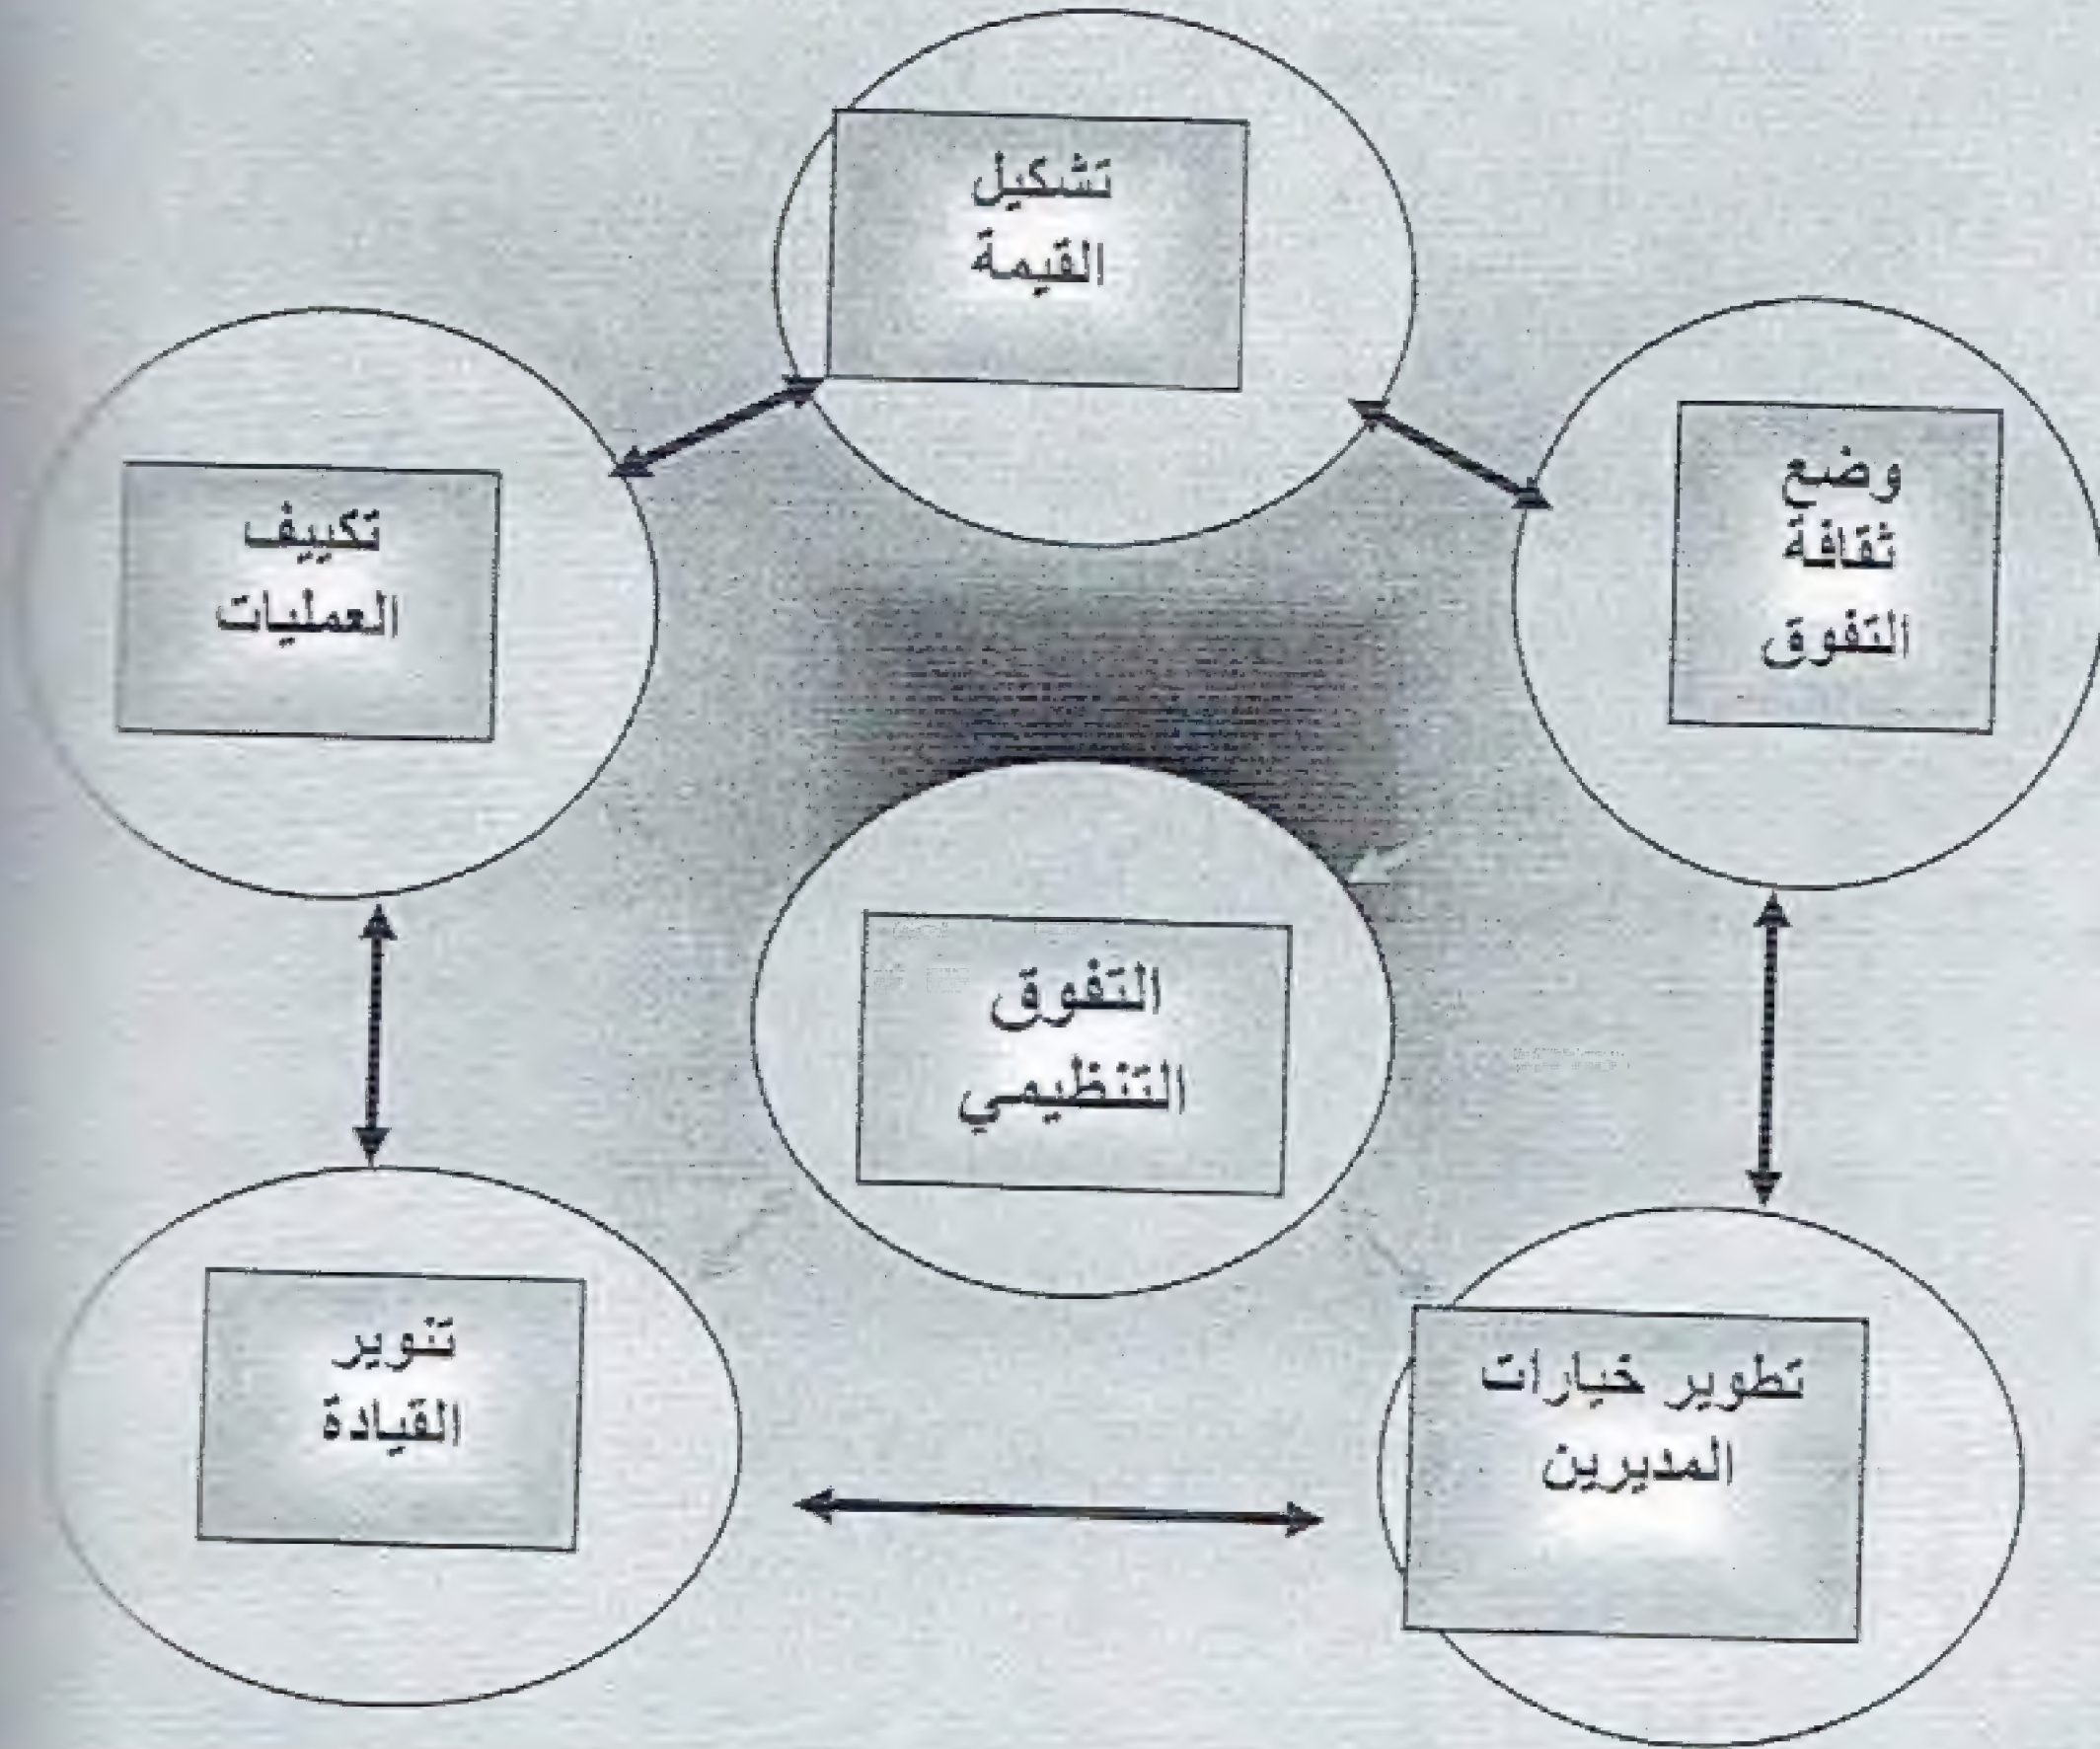 تشكيل
القيمة
وضع
ثقافة
التفوق
تكييف
العمليات
التفوق
التنظيمي
تنوير
القيادة
تطوير خيارات
المديرين